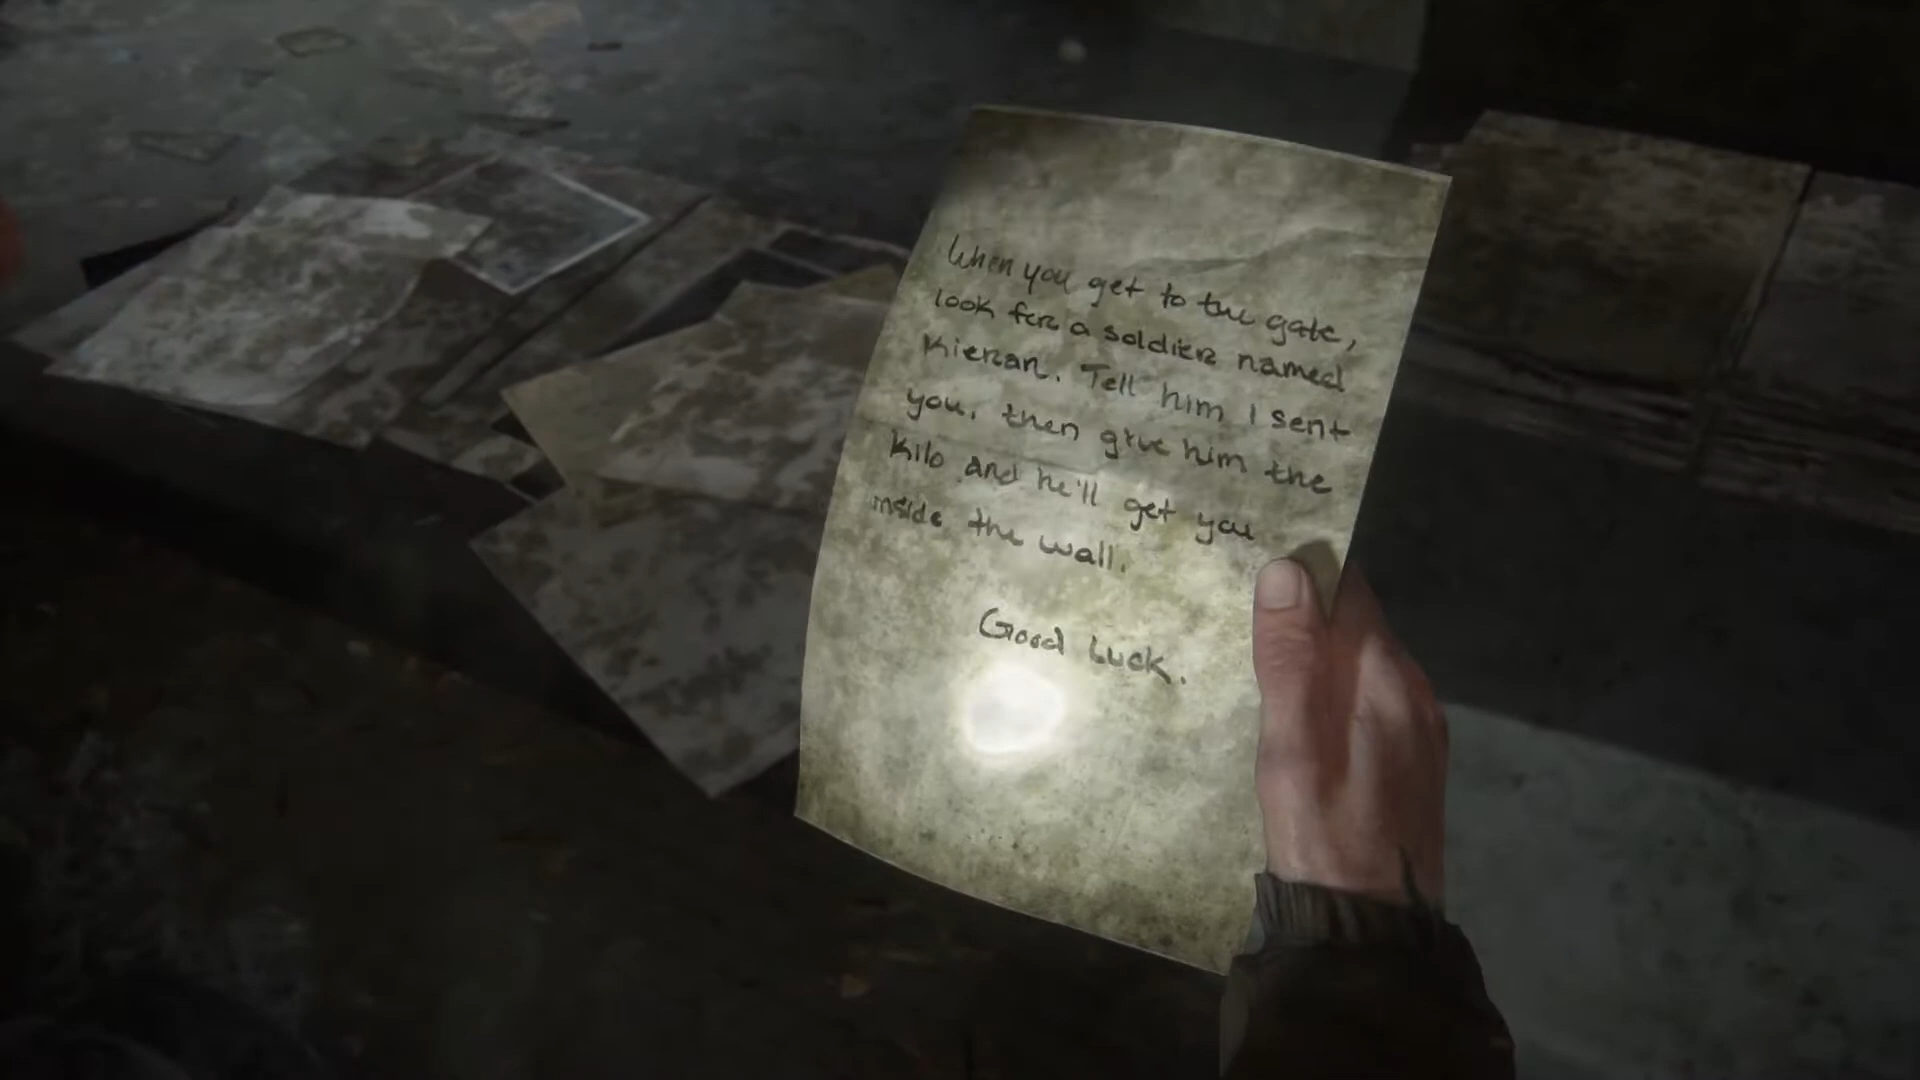 When you get to the gate,
look for a soldier named
Kieran. Tell him I sent
you, then give him the
Kilo and he'll get you
inside the wall.
Good Luck.